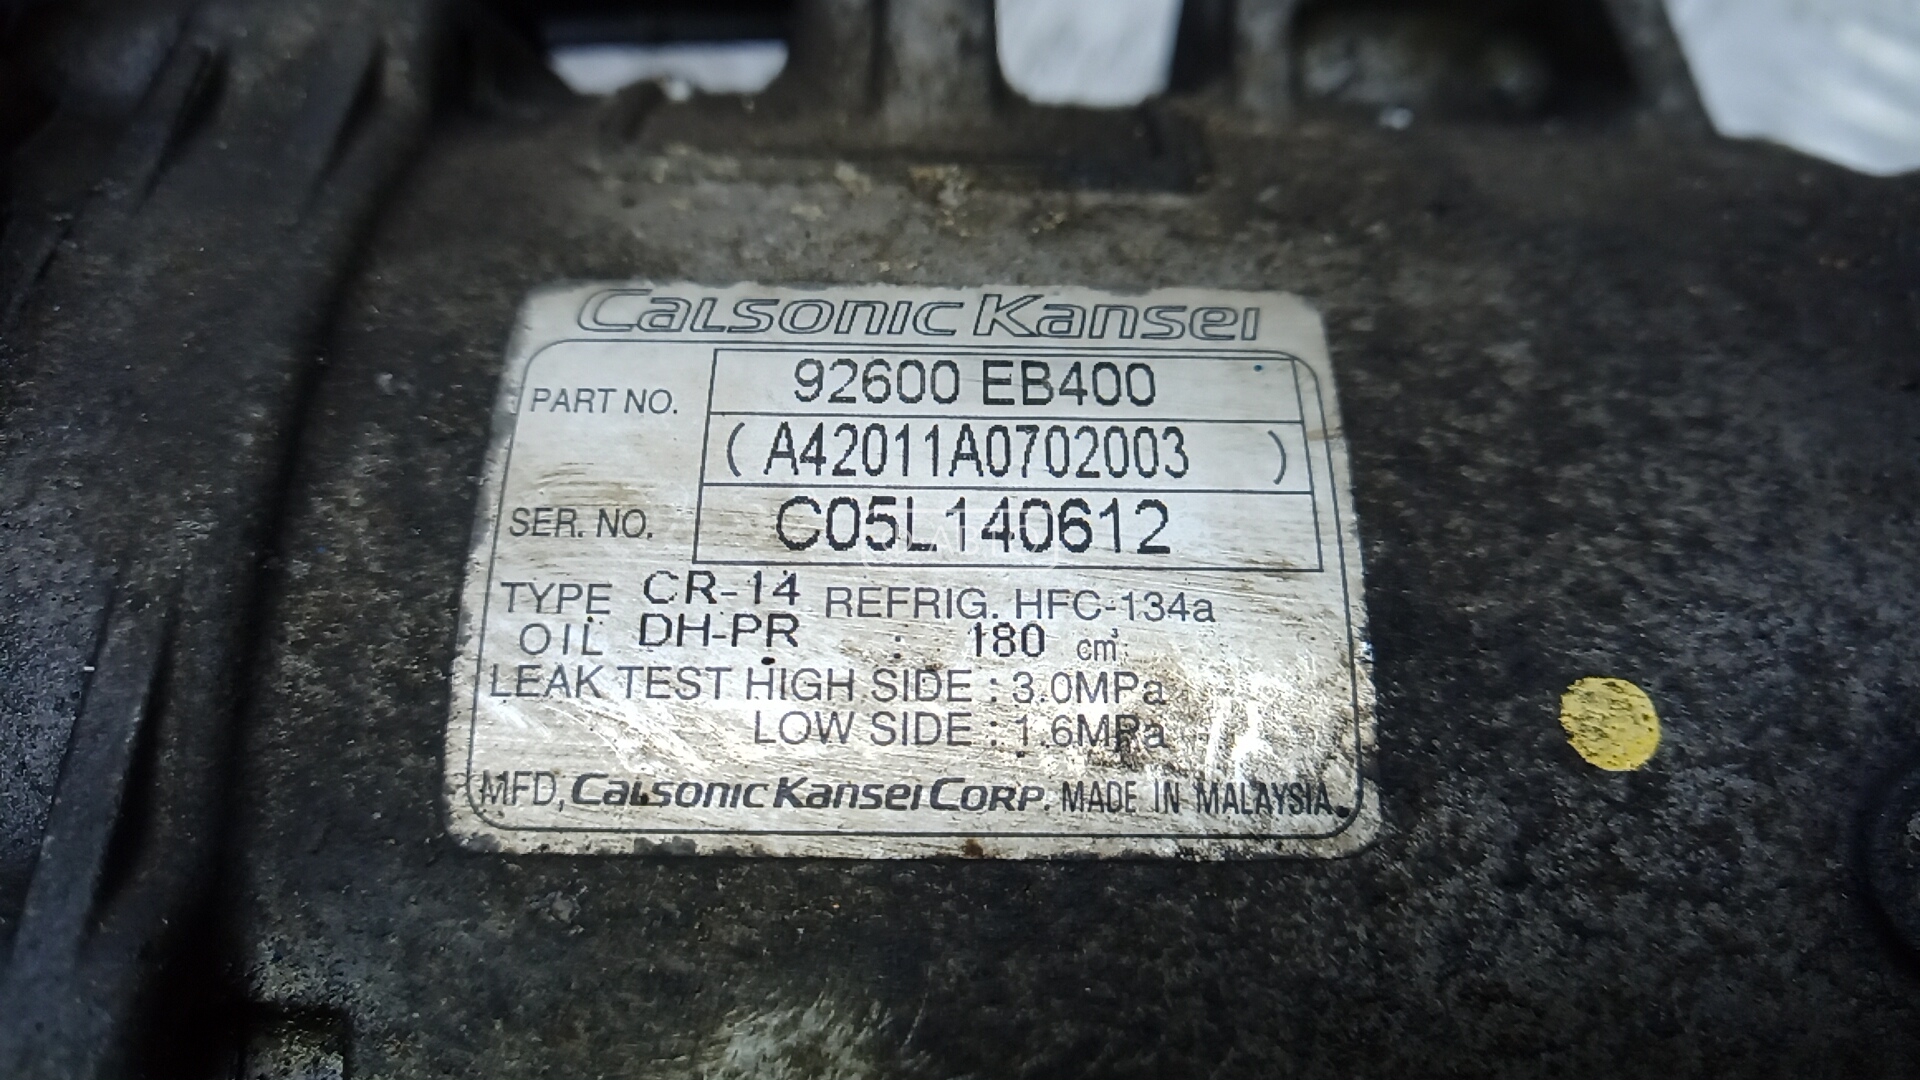 Calsonic Kansei
PART NO. 92600 EB400
( A42011A0702003 )
SER. NO. C05L140612
TYPE CR-14 REFRIG. HFC-134a
OIL DH-PR : 180 cm³
LEAK TEST HIGH SIDE : 3.0MPa
LOW SIDE : 1.6MPa
MFD, Calsonic Kansei Corp. MADE IN MALAYSIA.